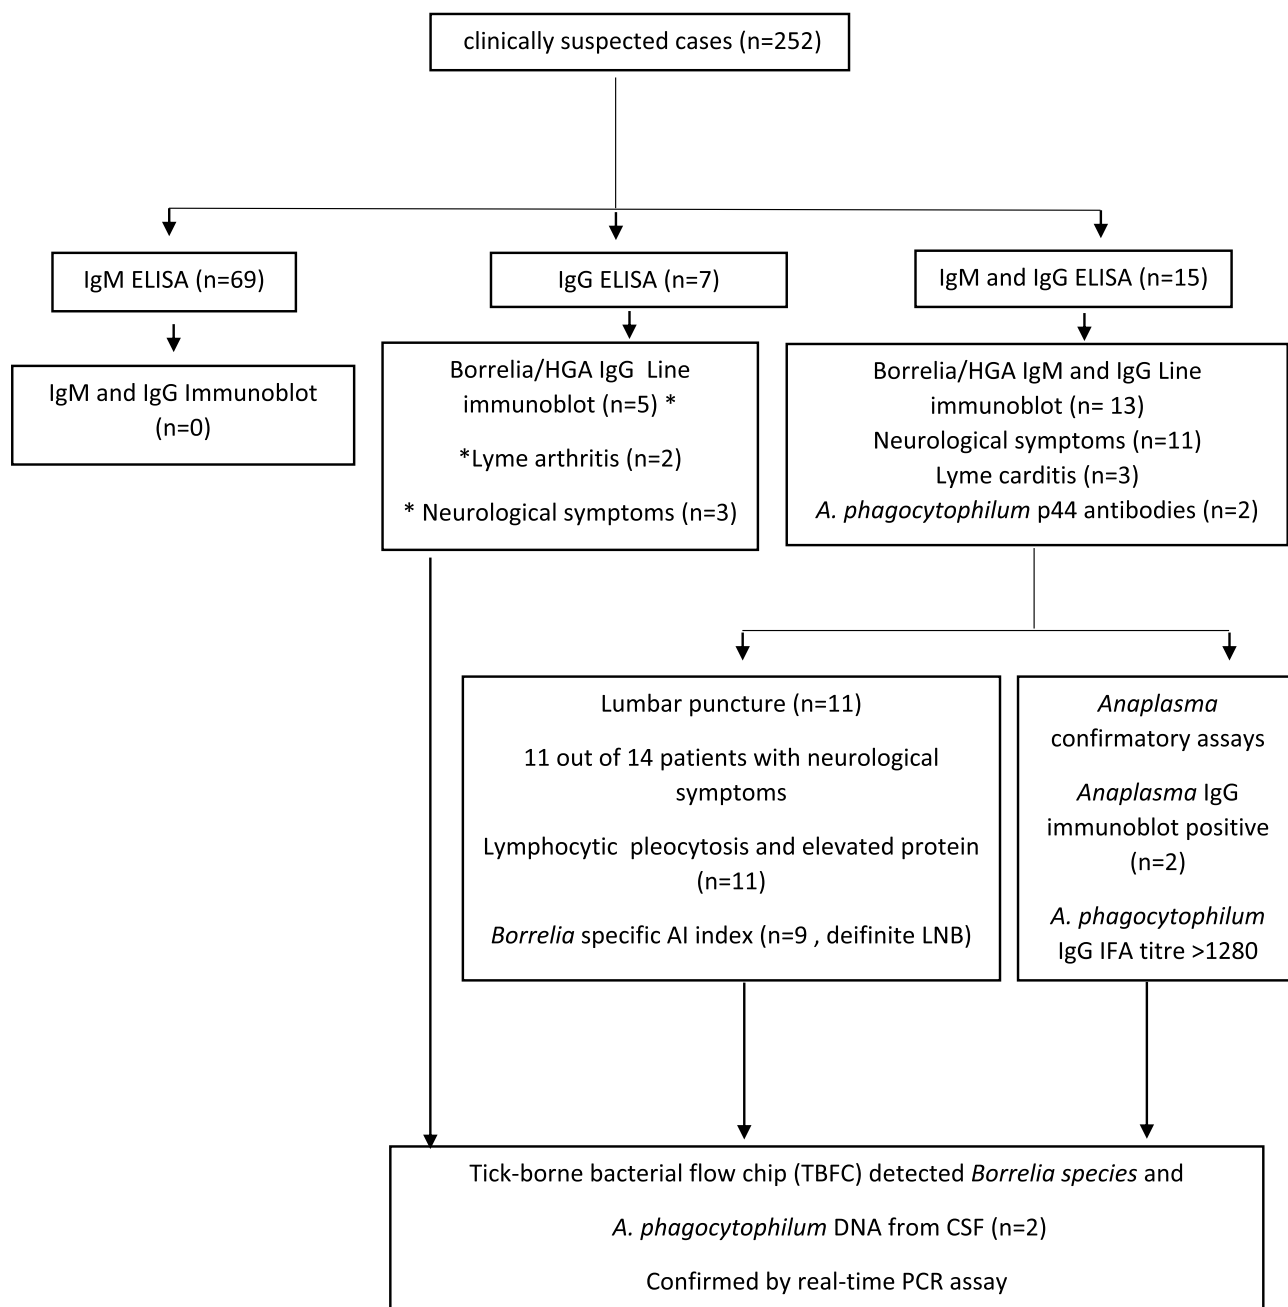 clinically suspected cases (n=252)
IgM ELISA (n=69)
IgG ELISA (n=7)
IgM and IgG ELISA (n=15)
IgM and IgG Immunoblot
(n=0)
Borrelia/HGA IgG Line
immunoblot (n=5) *
*Lyme arthritis (n=2)
* Neurological symptoms (n=3)
Borrelia/HGA IgM and IgG Line
immunoblot (n= 13)
Neurological symptoms (n=11)
Lyme carditis (n=3)
A. phagocytophilum p44 antibodies (n=2)
Lumbar puncture (n=11)
11 out of 14 patients with neurological
symptoms
Lymphocytic pleocytosis and elevated protein
(n=11)
Borrelia specific AI index (n=9 , deifinite LNB)
Anaplasma
confirmatory assays
Anaplasma IgG
immunoblot positive
(n=2)
A. phagocytophilum
IgG IFA titre >1280
Tick-borne bacterial flow chip (TBFC) detected Borrelia species and
A. phagocytophilum DNA from CSF (n=2)
Confirmed by real-time PCR assay